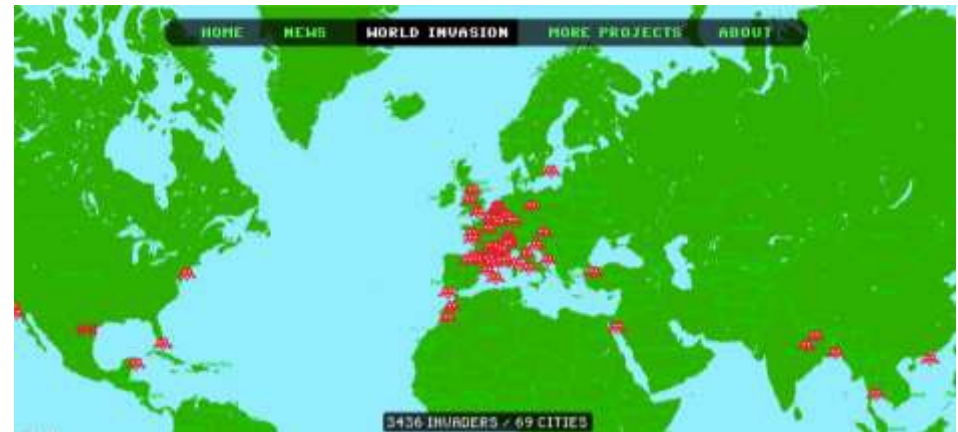 HOME NEWS WORLD INVASION MORE PROJECTS ABOUT
3436 INVADERS / 69 CITIES